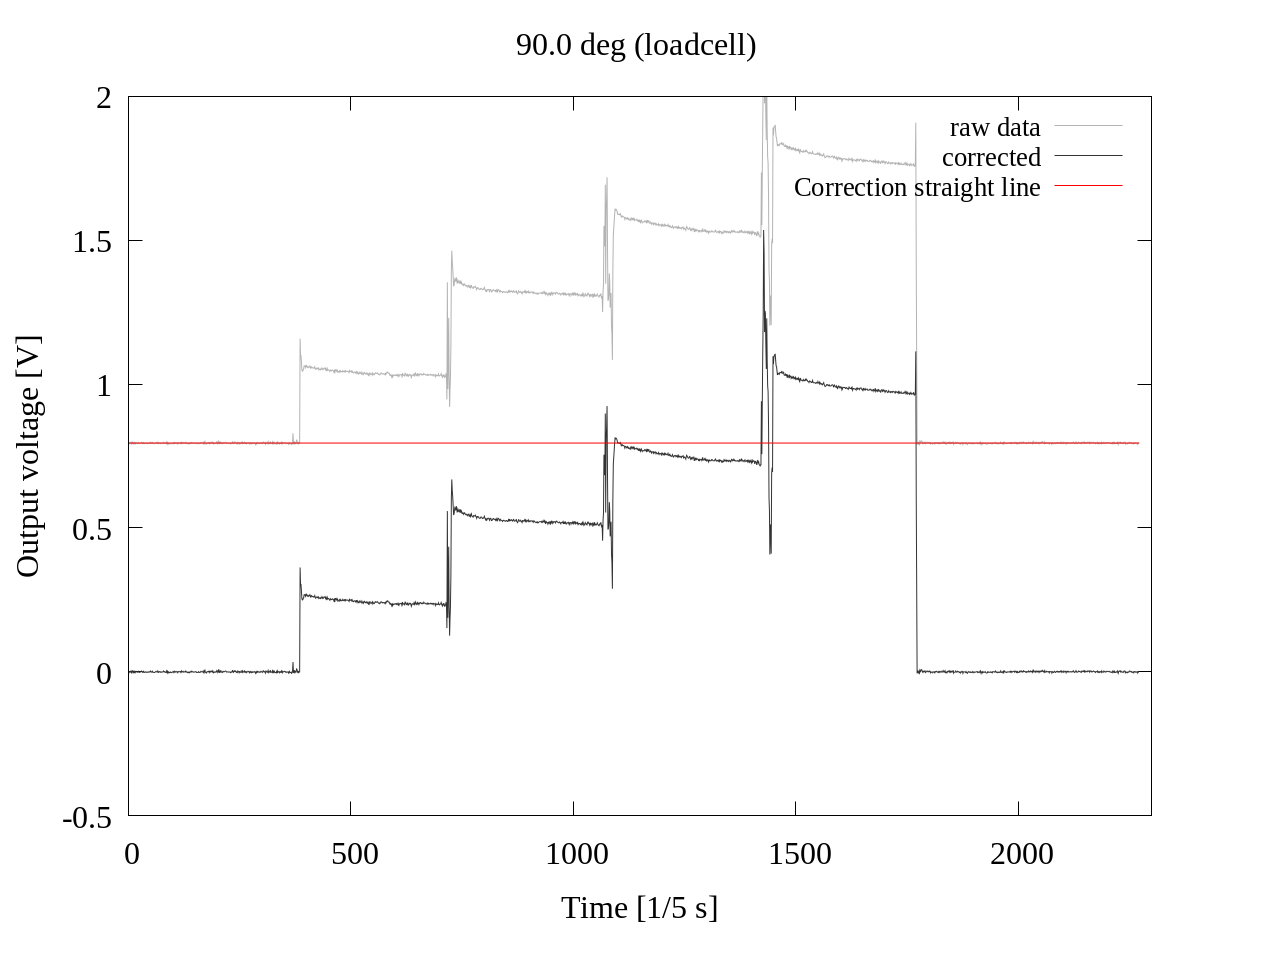 90.0 deg (loadcell)
2
raw data
corrected
Correction straight line
1.5
1
Output voltage [V]
0.5
0
-0.5
0 500 1000 1500 2000
Time [1/5 s]